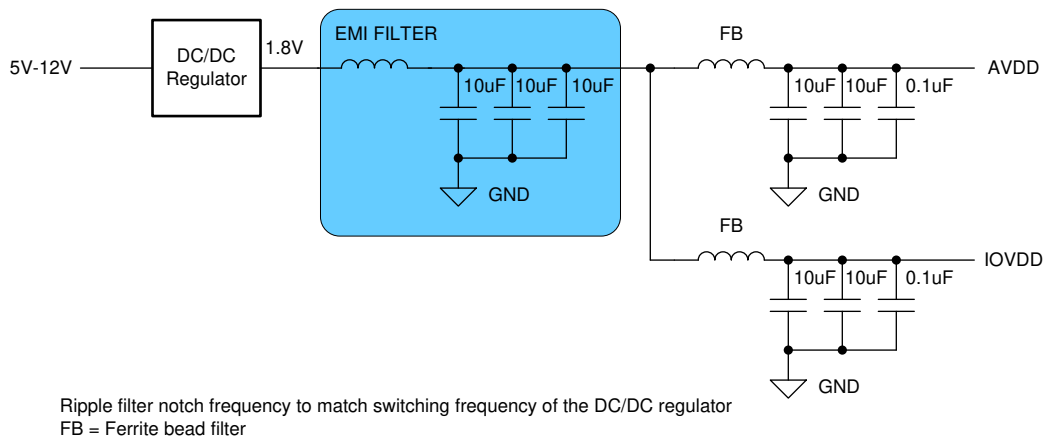 5V-12V
DC/DC
Regulator
1.8V
EMI FILTER
10uF
10uF
10uF
GND
FB
10uF
10uF
0.1uF
AVDD
GND
FB
10uF
10uF
0.1uF
IOVDD
GND
Ripple filter notch frequency to match switching frequency of the DC/DC regulator
FB = Ferrite bead filter